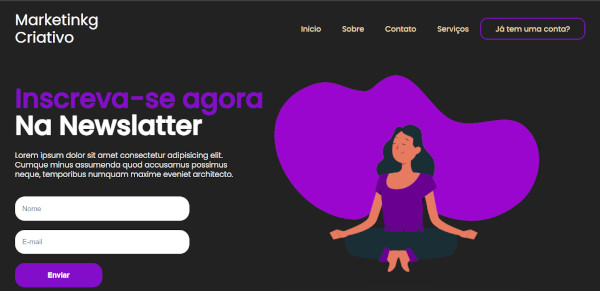 Marketinkg
Criativo
Inicio
Sobre
Contato
Serviços
Já tem uma conta?
Inscreva-se agora
Na Newslatter
Lorem ipsum dolor sit amet consectetur adipisicing elit.
Cumque minus assumenda quod accusamus possimus
neque, temporibus numquam maxime eveniet architecto.
Nome
E-mail
Enviar